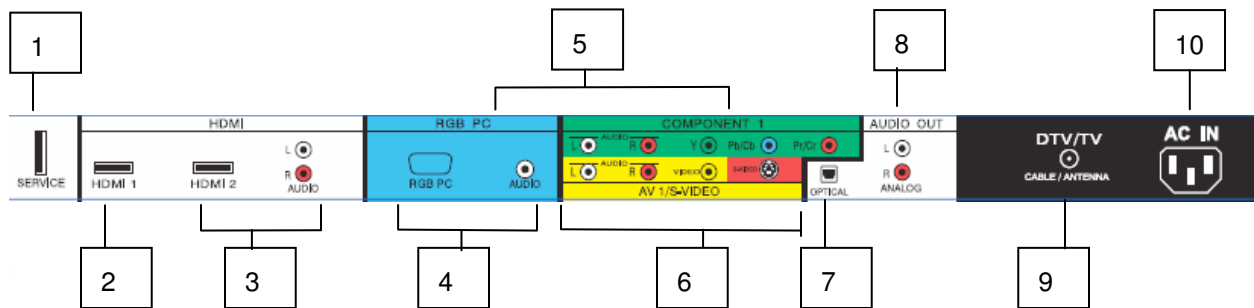 1
5
8
10
HDMI
RGB PC
COMPONENT 1
AUDIO OUT
SERVICE
HDMI 1
HDMI 2
L
R
AUDIO
RGB PC
AUDIO
L AUDIO R Y Pb/Cb Pr/Cr
L AUDIO R VIDEO S-VIDEO
AV 1/S-VIDEO
OPTICAL
L
R
ANALOG
DTV/TV
CABLE / ANTENNA
AC IN
2
3
4
6
7
9